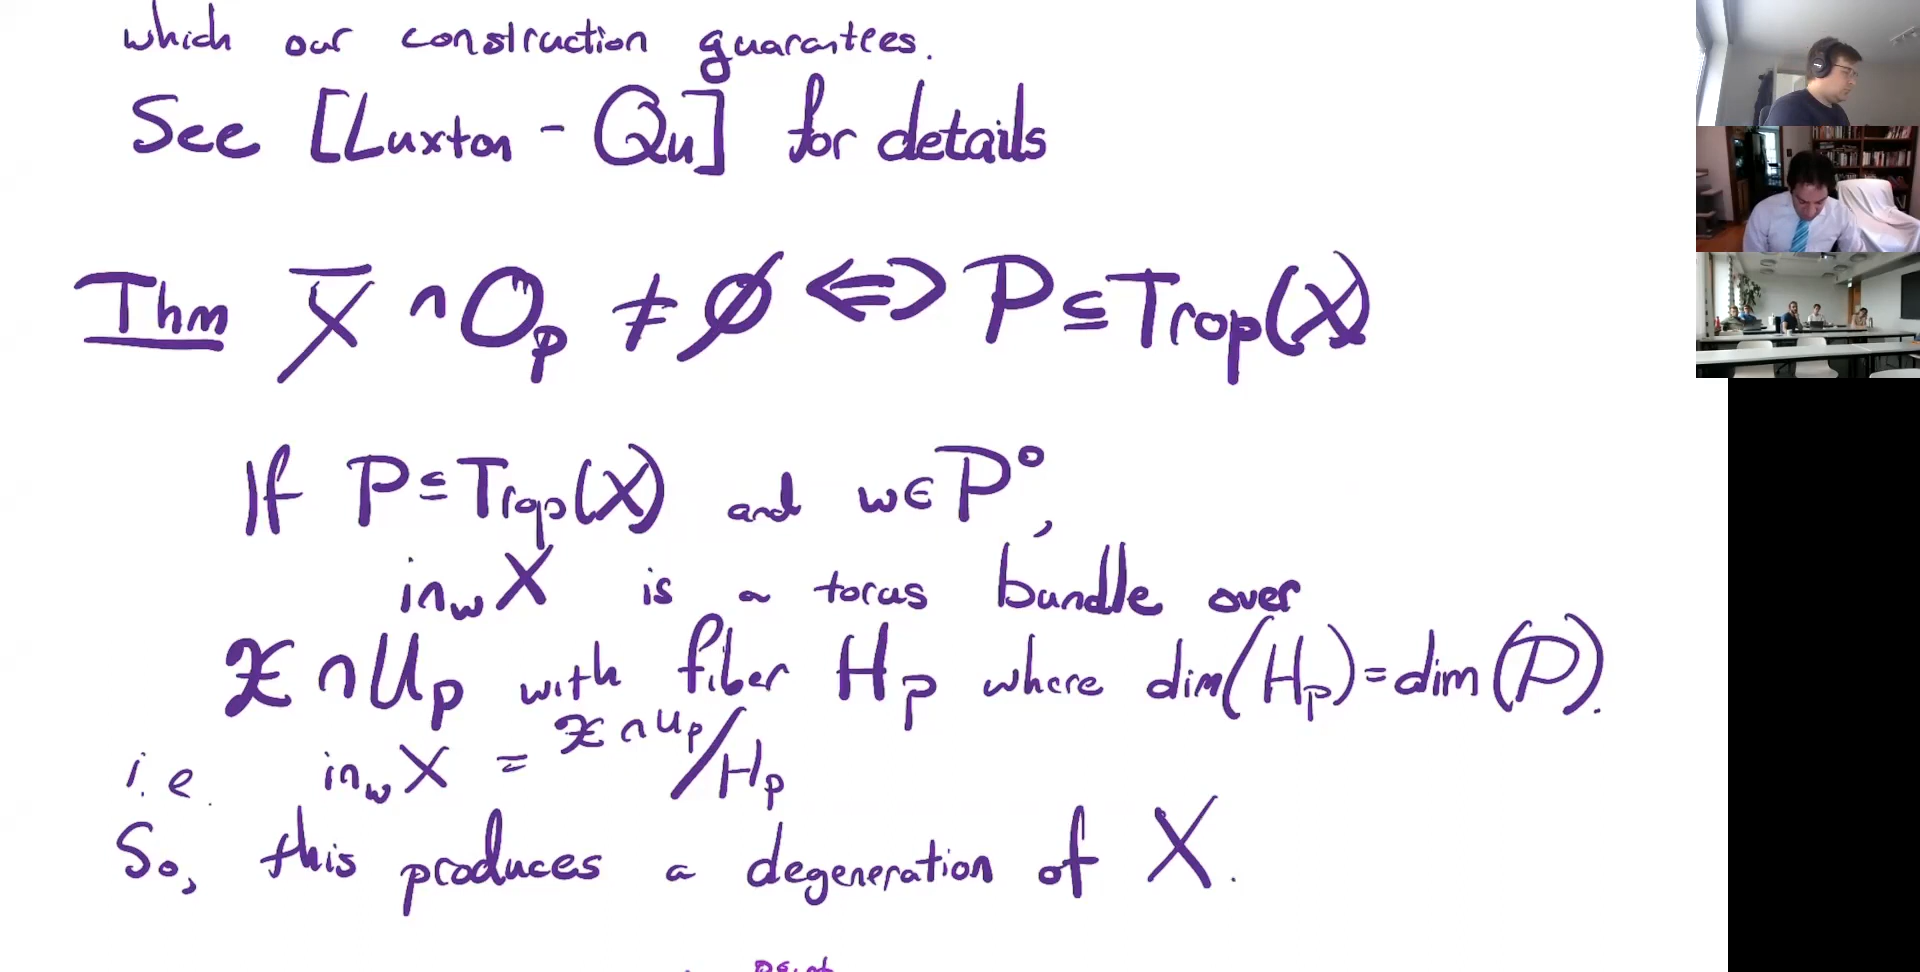 which our construction guarantees.
See [Luxton - Qu] for details
Thm X̅ ∩ O_p ≠ ∅ ⟺ P ⊆ Trop(X)
If P ⊆ Trop(X) and w ∈ P°,
in_w X is a torus bundle over
𝒳 ∩ U_p with fiber H_p where dim(H_p) = dim(P).
i.e. in_w X = 𝒳 ∩ U_p / H_p
So, this produces a degeneration of X.